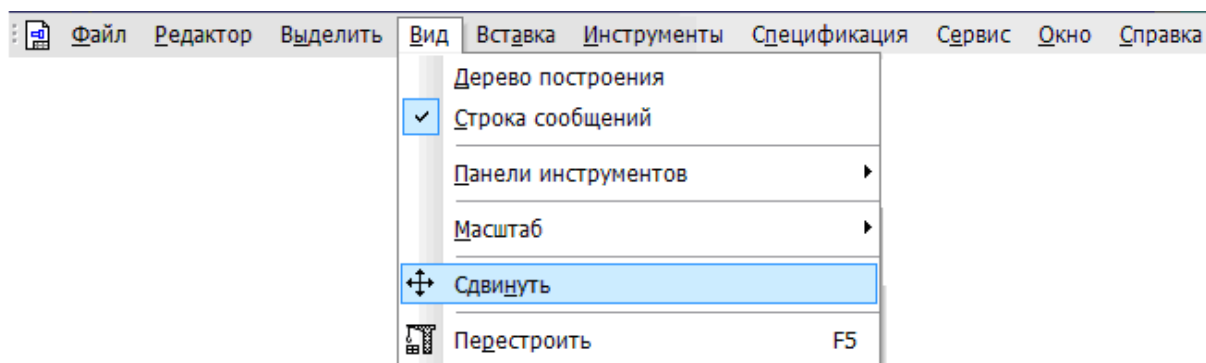 Файл Редактор Выделить Вид Вставка Инструменты Спецификация Сервис Окно Справка
Дерево построения
Строка сообщений
Панели инструментов
Масштаб
Сдвинуть
Перестроить F5